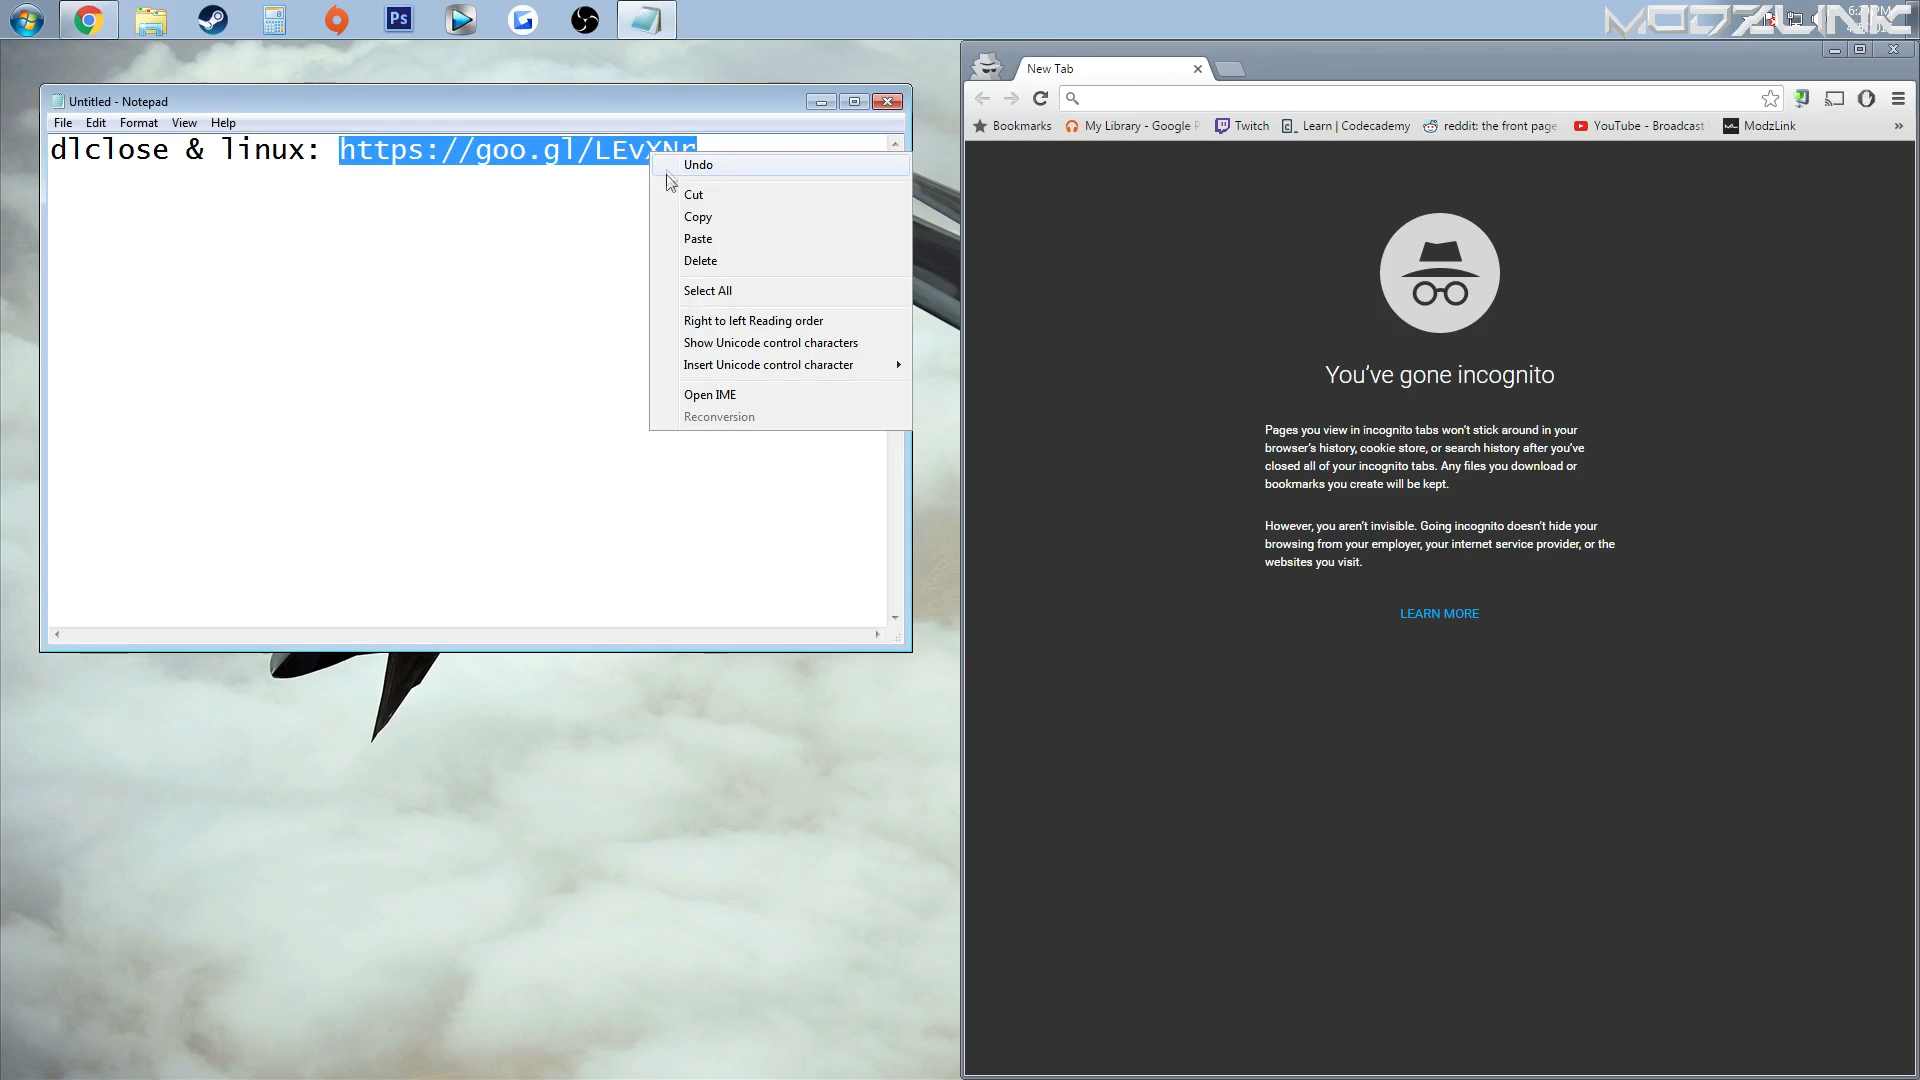 Ps
MODZLINK
Untitled - Notepad
File Edit Format View Help
dlclose & linux: https://goo.gl/LEvXNr
Undo
Cut
Copy
Paste
Delete
Select All
Right to left Reading order
Show Unicode control characters
Insert Unicode control character
Open IME
Reconversion
New Tab
Bookmarks My Library - Google Twitch Learn | Codecademy reddit: the front page YouTube - Broadcast ModzLink
You've gone incognito
Pages you view in incognito tabs won't stick around in your
browser's history, cookie store, or search history after you've
closed all of your incognito tabs. Any files you download or
bookmarks you create will be kept.
However, you aren't invisible. Going incognito doesn't hide your
browsing from your employer, your internet service provider, or the
websites you visit.
LEARN MORE